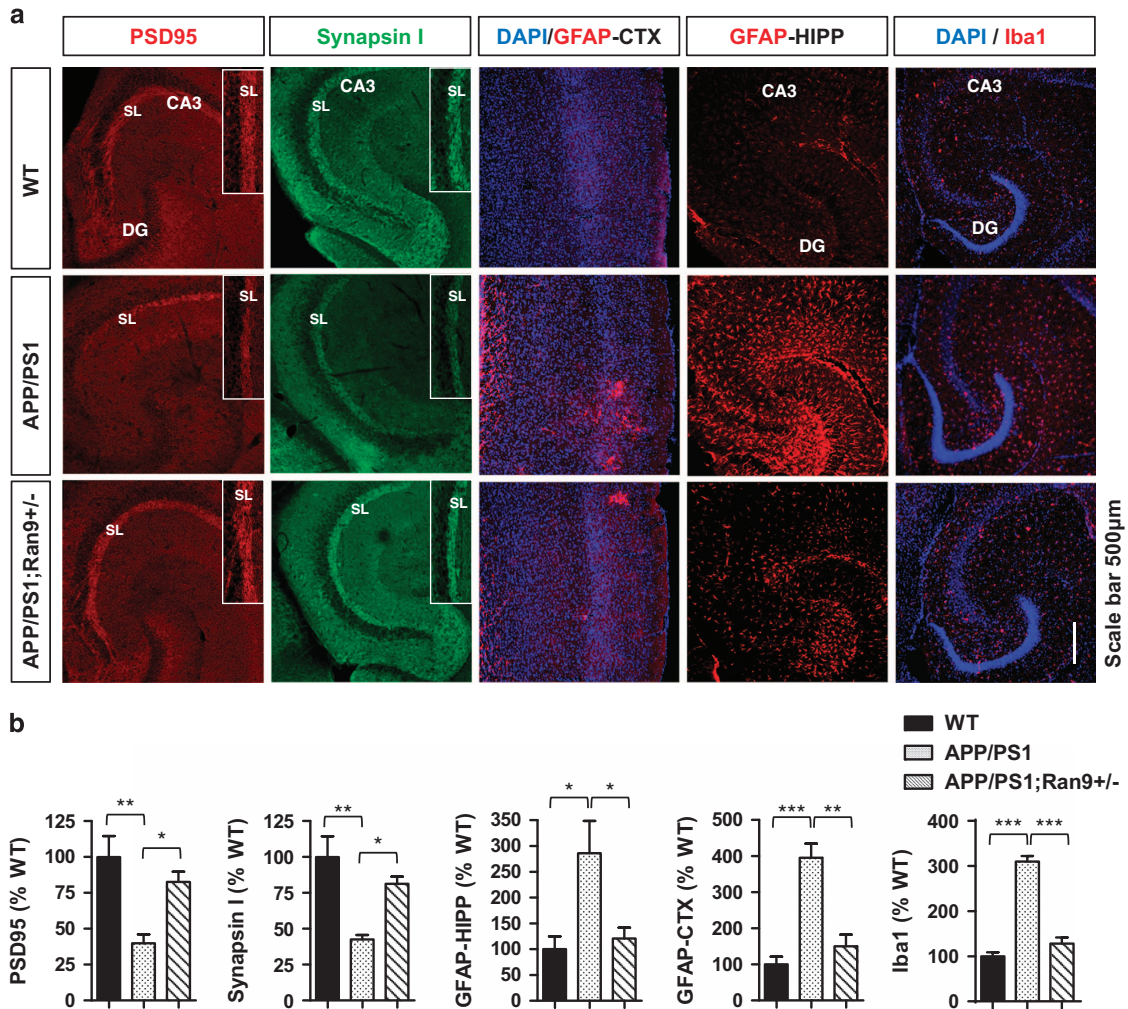 a
PSD95
Synapsin I
DAPI/GFAP-CTX
GFAP-HIPP
DAPI / Iba1
WT
SL
CA3
SL
DG
CA3
SL
SL
CA3
DG
CA3
DG
APP/PS1
SL
SL
SL
SL
APP/PS1;Ran9+/-
SL
SL
SL
SL
Scale bar 500µm
b
WT
APP/PS1
APP/PS1;Ran9+/-
PSD95 (% WT)
125
100
75
50
25
0
**
*
Synapsin I (% WT)
125
100
75
50
25
0
**
*
GFAP-HIPP (% WT)
350
300
250
200
150
100
50
0
*
*
GFAP-CTX (% WT)
500
400
300
200
100
0
***
**
Iba1 (% WT)
400
300
200
100
0
***
***